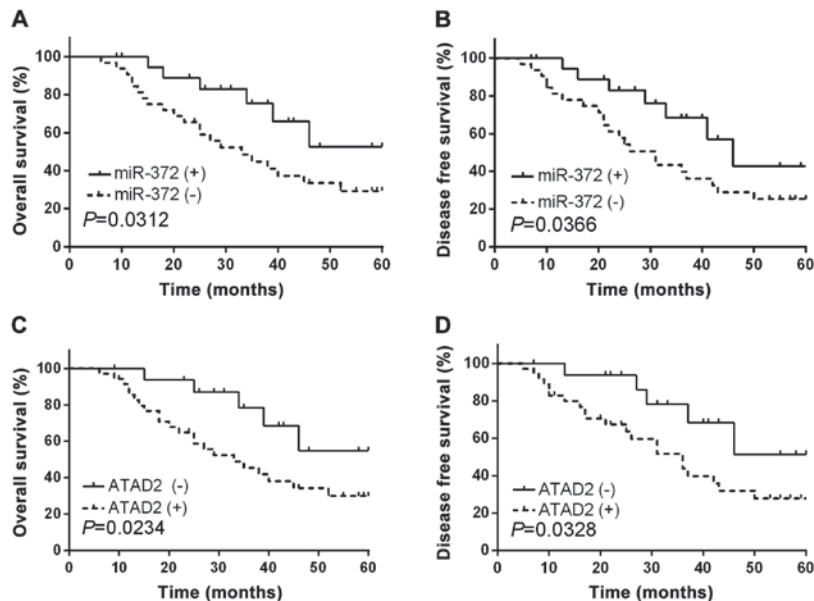 A
Overall survival (%)
100
80
60
40
20
0
miR-372 (+)
miR-372 (-)
P=0.0312
0 10 20 30 40 50 60
Time (months)
B
Disease free survival (%)
100
80
60
40
20
0
miR-372 (+)
miR-372 (-)
P=0.0366
0 10 20 30 40 50 60
Time (months)
C
Overall survival (%)
100
80
60
40
20
0
ATAD2 (-)
ATAD2 (+)
P=0.0234
0 10 20 30 40 50 60
Time (months)
D
Disease free survival (%)
100
80
60
40
20
0
ATAD2 (-)
ATAD2 (+)
P=0.0328
0 10 20 30 40 50 60
Time (months)